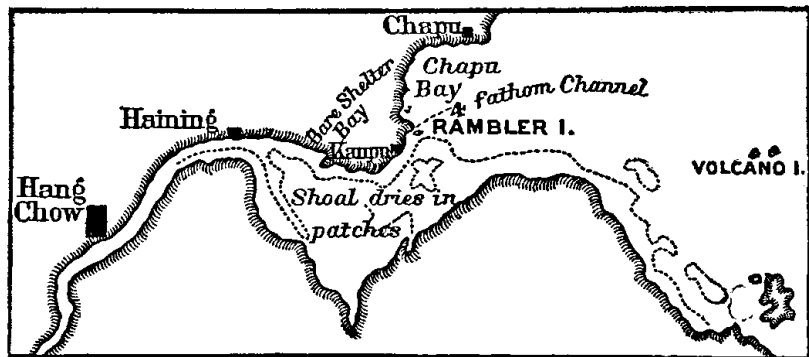 Chapu
Chapu
Bay
4 fathom Channel
RAMBLER I.
Bare Shelter
Bay
Haining
Kanpu
VOLCANO I.
Hang
Chow
Shoal dries in
patches